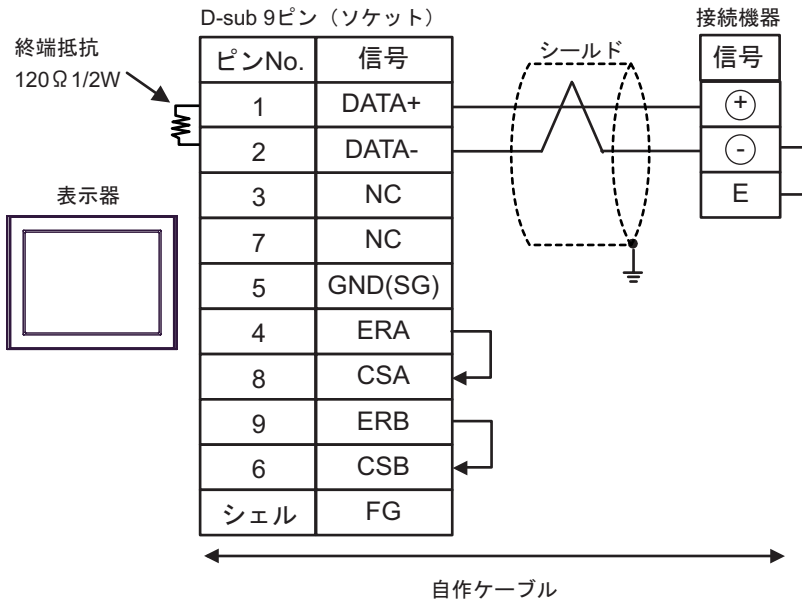 D-sub 9ピン（ソケット）
接続機器
終端抵抗
120Ω 1/2W
シールド
ピンNo. 信号
信号
1 DATA+
+
2 DATA-
-
3 NC
E
表示器
7 NC
5 GND(SG)
4 ERA
8 CSA
9 ERB
6 CSB
シェル FG
自作ケーブル